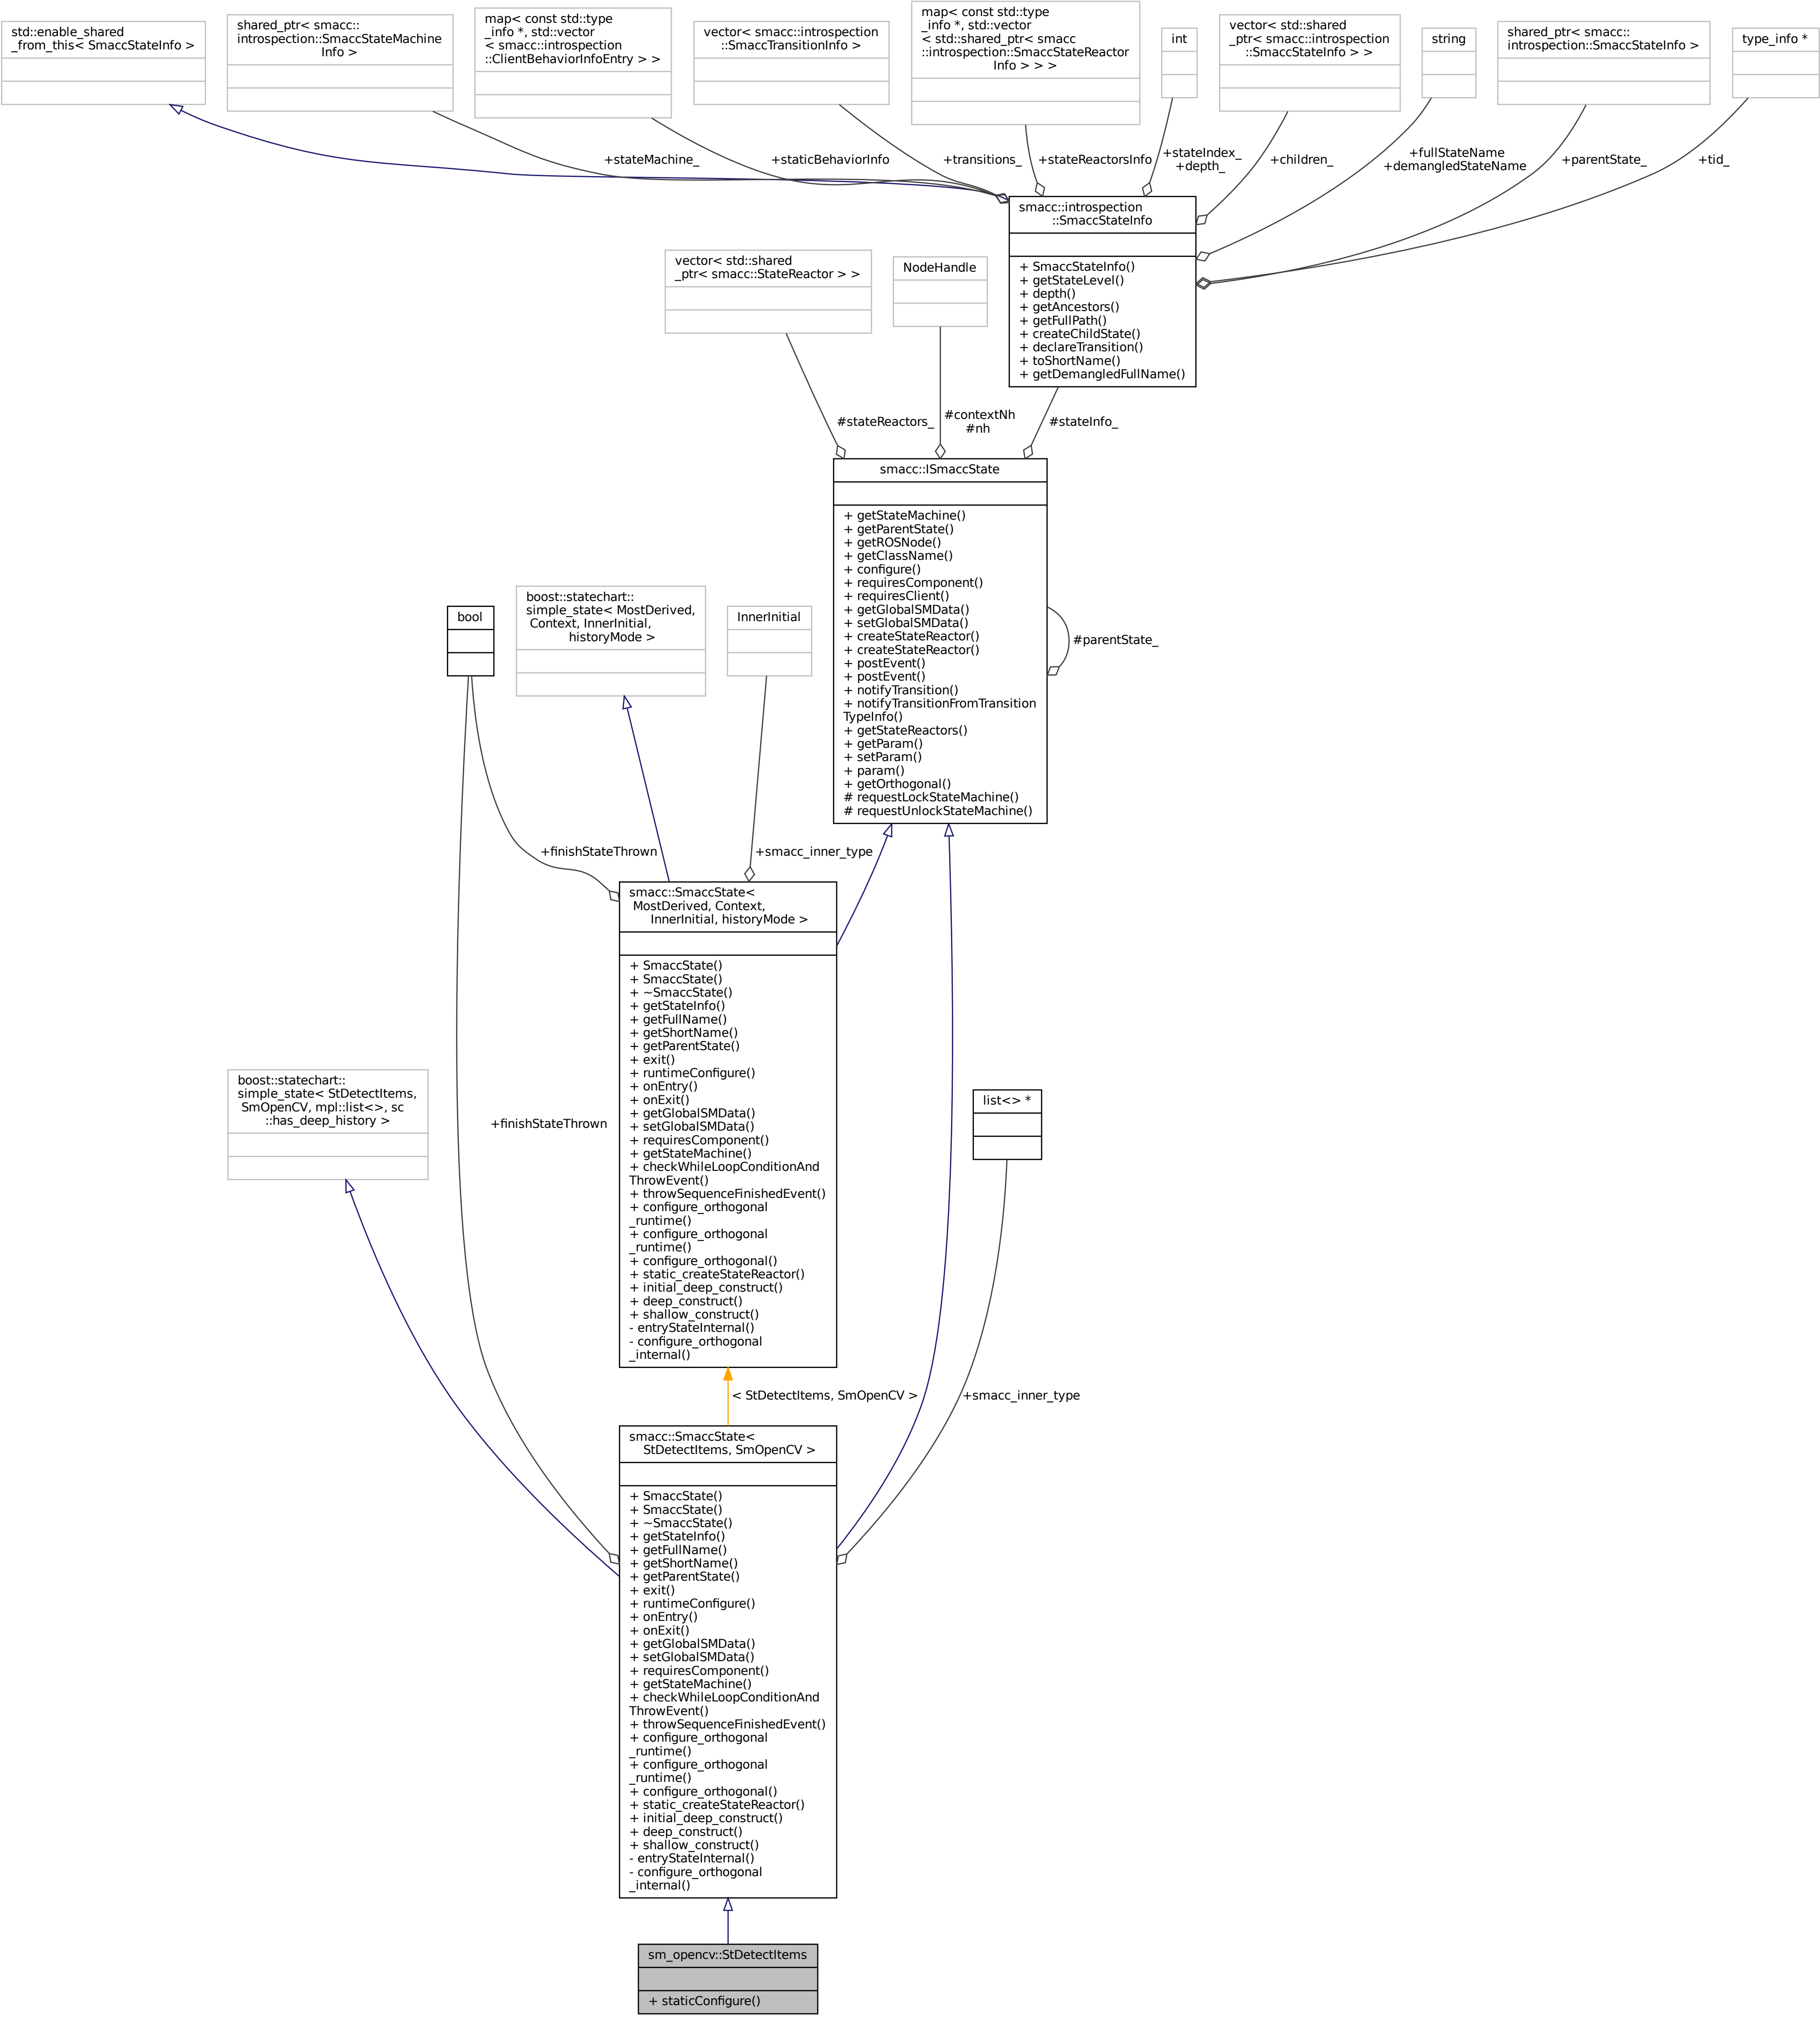 std::enable_shared
_from_this< SmaccStateInfo >
shared_ptr< smacc::
introspection::SmaccStateMachine
Info >
map< const std::type
_info *, std::vector
< smacc::introspection
::ClientBehaviorInfoEntry > >
vector< smacc::introspection
::SmaccTransitionInfo >
map< const std::type
_info *, std::vector
< std::shared_ptr< smacc
::introspection::SmaccStateReactor
Info > > >
int
vector< std::shared
_ptr< smacc::introspection
::SmaccStateInfo > >
string
shared_ptr< smacc::
introspection::SmaccStateInfo >
type_info *
+stateMachine_
+staticBehaviorInfo
+transitions_
+stateReactorsInfo
+stateIndex_
+depth_
+children_
+fullStateName
+demangledStateName
+parentState_
+tid_
smacc::introspection
::SmaccStateInfo
+ SmaccStateInfo()
+ getStateLevel()
+ depth()
+ getAncestors()
+ getFullPath()
+ createChildState()
+ declareTransition()
+ toShortName()
+ getDemangledFullName()
vector< std::shared
_ptr< smacc::StateReactor > >
NodeHandle
#stateReactors_
#contextNh
#nh
#stateInfo_
smacc::ISmaccState
+ getStateMachine()
+ getParentState()
+ getROSNode()
+ getClassName()
+ configure()
+ requiresComponent()
+ requiresClient()
+ getGlobalSMData()
+ setGlobalSMData()
+ createStateReactor()
+ createStateReactor()
+ postEvent()
+ postEvent()
+ notifyTransition()
+ notifyTransitionFromTransition
TypeInfo()
+ getStateReactors()
+ getParam()
+ setParam()
+ param()
+ getOrthogonal()
# requestLockStateMachine()
# requestUnlockStateMachine()
#parentState_
bool
boost::statechart::
simple_state< MostDerived,
Context, InnerInitial,
historyMode >
InnerInitial
+finishStateThrown
+smacc_inner_type
smacc::SmaccState<
MostDerived, Context,
InnerInitial, historyMode >
+ SmaccState()
+ SmaccState()
+ ~SmaccState()
+ getStateInfo()
+ getFullName()
+ getShortName()
+ getParentState()
+ exit()
+ runtimeConfigure()
+ onEntry()
+ onExit()
+ getGlobalSMData()
+ setGlobalSMData()
+ requiresComponent()
+ getStateMachine()
+ checkWhileLoopConditionAnd
ThrowEvent()
+ throwSequenceFinishedEvent()
+ configure_orthogonal
_runtime()
+ configure_orthogonal
_runtime()
+ configure_orthogonal()
+ static_createStateReactor()
+ initial_deep_construct()
+ deep_construct()
+ shallow_construct()
- entryStateInternal()
- configure_orthogonal
_internal()
boost::statechart::
simple_state< StDetectItems,
SmOpenCV, mpl::list<>, sc
::has_deep_history >
+finishStateThrown
list<> *
< StDetectItems, SmOpenCV >
+smacc_inner_type
smacc::SmaccState<
StDetectItems, SmOpenCV >
+ SmaccState()
+ SmaccState()
+ ~SmaccState()
+ getStateInfo()
+ getFullName()
+ getShortName()
+ getParentState()
+ exit()
+ runtimeConfigure()
+ onEntry()
+ onExit()
+ getGlobalSMData()
+ setGlobalSMData()
+ requiresComponent()
+ getStateMachine()
+ checkWhileLoopConditionAnd
ThrowEvent()
+ throwSequenceFinishedEvent()
+ configure_orthogonal
_runtime()
+ configure_orthogonal
_runtime()
+ configure_orthogonal()
+ static_createStateReactor()
+ initial_deep_construct()
+ deep_construct()
+ shallow_construct()
- entryStateInternal()
- configure_orthogonal
_internal()
sm_opencv::StDetectItems
+ staticConfigure()